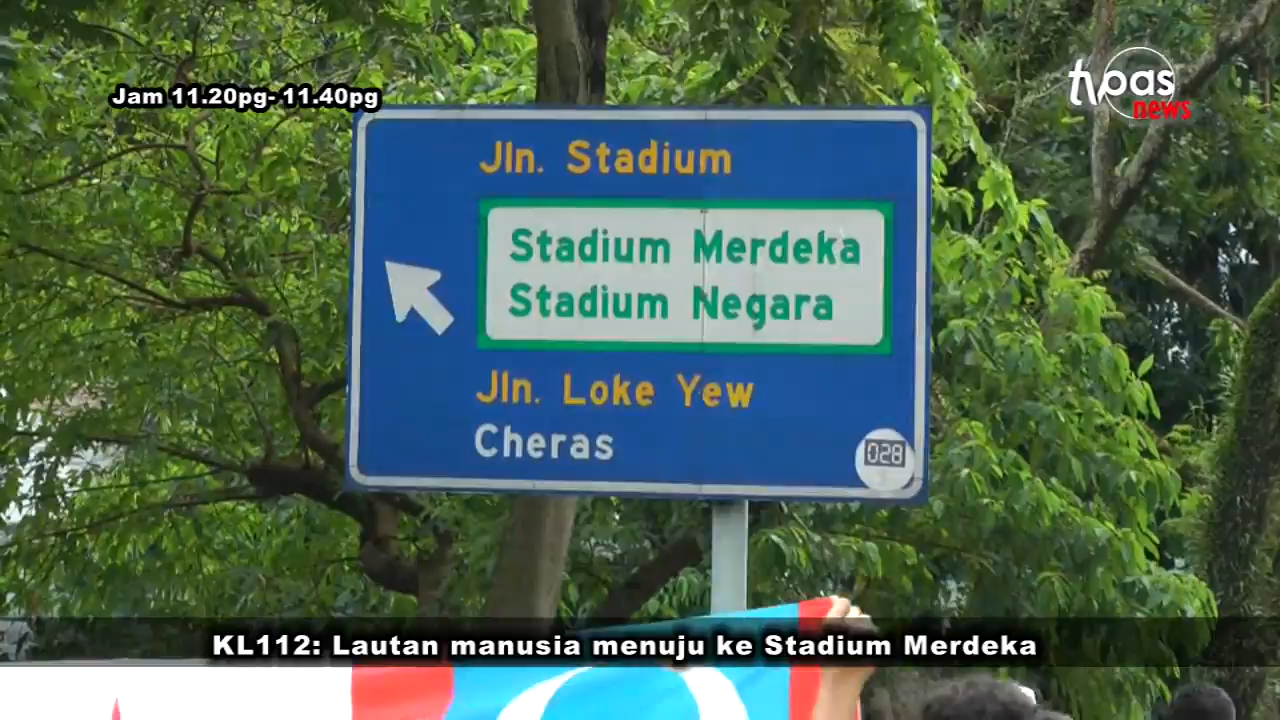 Jam 11.20pg- 11.40pg
tvpas
news
Jln. Stadium
Stadium Merdeka
Stadium Negara
Jln. Loke Yew
Cheras
028
KL112: Lautan manusia menuju ke Stadium Merdeka